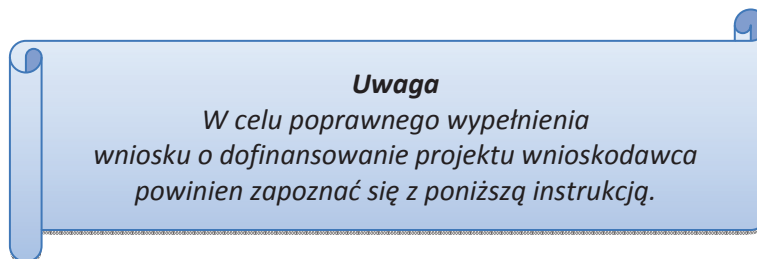 Uwaga
W celu poprawnego wypełnienia
wniosku o dofinansowanie projektu wnioskodawca
powinien zapoznać się z poniższą instrukcją.